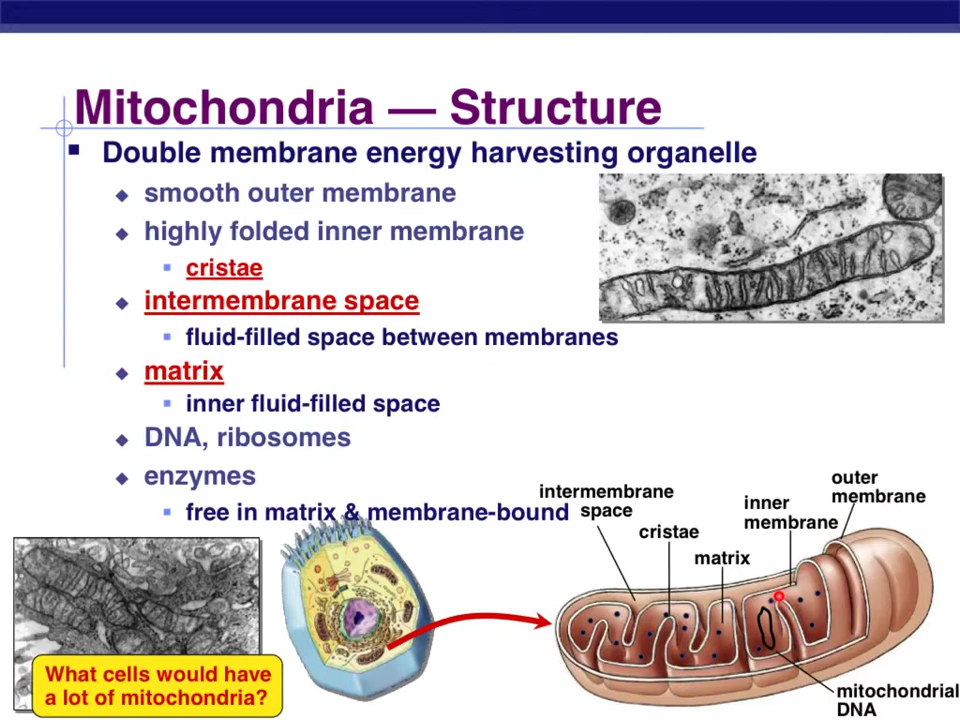 Mitochondria — Structure
Double membrane energy harvesting organelle
smooth outer membrane
highly folded inner membrane
cristae
intermembrane space
fluid-filled space between membranes
matrix
inner fluid-filled space
DNA, ribosomes
enzymes
free in matrix & membrane-bound
intermembrane
space
cristae
matrix
inner
membrane
outer
membrane
mitochondrial
DNA
What cells would have
a lot of mitochondria?